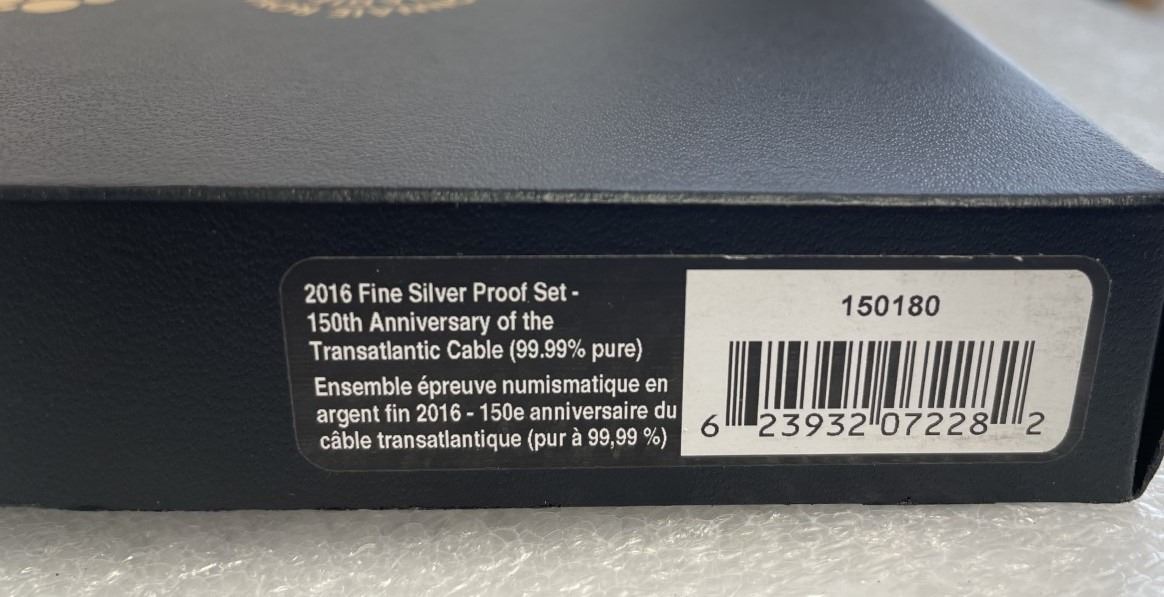 2016 Fine Silver Proof Set -
150th Anniversary of the
Transatlantic Cable (99.99% pure)
Ensemble épreuve numismatique en
argent fin 2016 - 150e anniversaire du
câble transatlantique (pur à 99,99 %)
150180
6 23932 07228 2